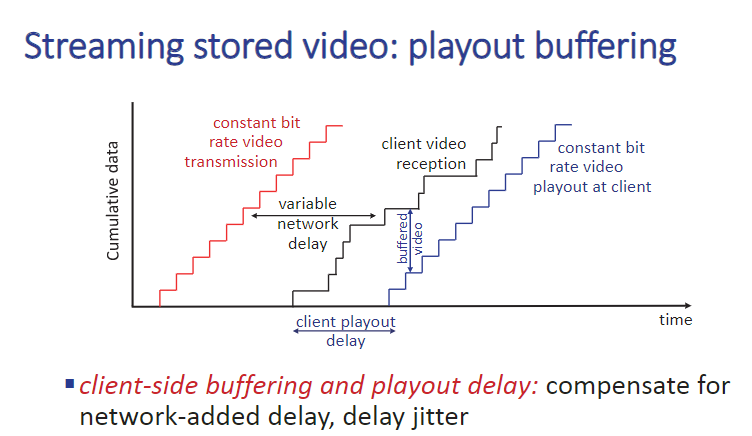 Streaming stored video: playout buffering
constant bit
rate video
transmission
client video
reception
constant bit
rate video
playout at client
variable
network
delay
buffered
video
Cumulative data
client playout
delay
time
▪ client-side buffering and playout delay: compensate for
network-added delay, delay jitter